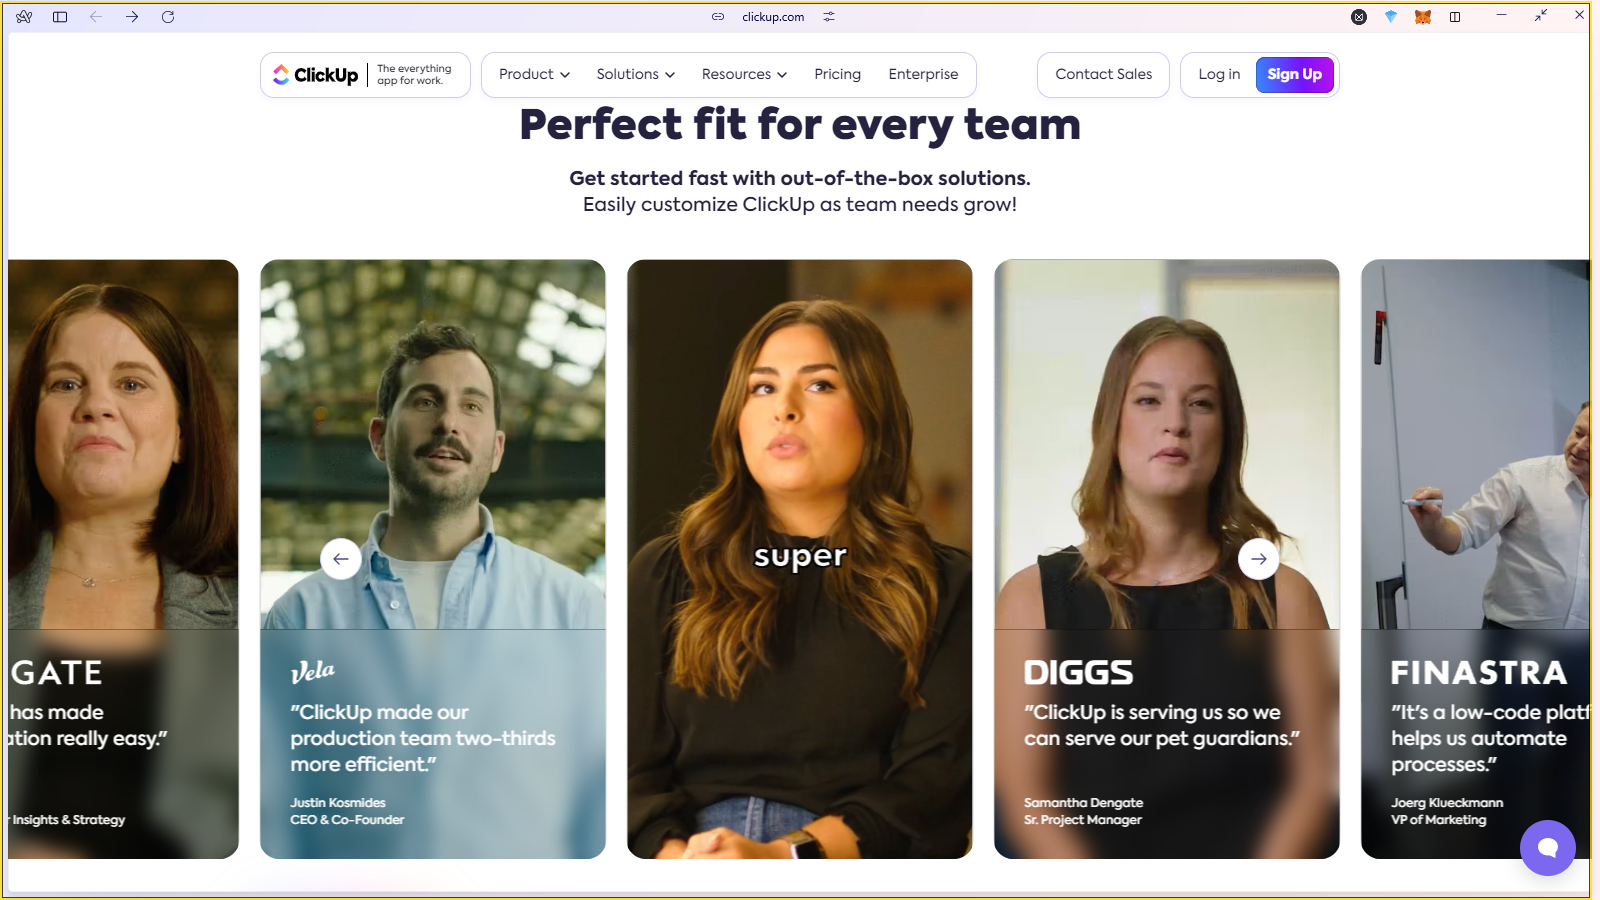 clickup.com
ClickUp
The everything
app for work.
Product
Solutions
Resources
Pricing
Enterprise
Contact Sales
Log in
Sign Up
Perfect fit for every team
Get started fast with out-of-the-box solutions.
Easily customize ClickUp as team needs grow!
GATE
has made
ation really easy."
r Insights & Strategy
Vela
"ClickUp made our
production team two-thirds
more efficient."
Justin Kosmides
CEO & Co-Founder
super
DIGGS
"ClickUp is serving us so we
can serve our pet guardians."
Samantha Dengate
Sr. Project Manager
FINASTRA
"It's a low-code platf
helps us automate
processes."
Joerg Klueckmann
VP of Marketing